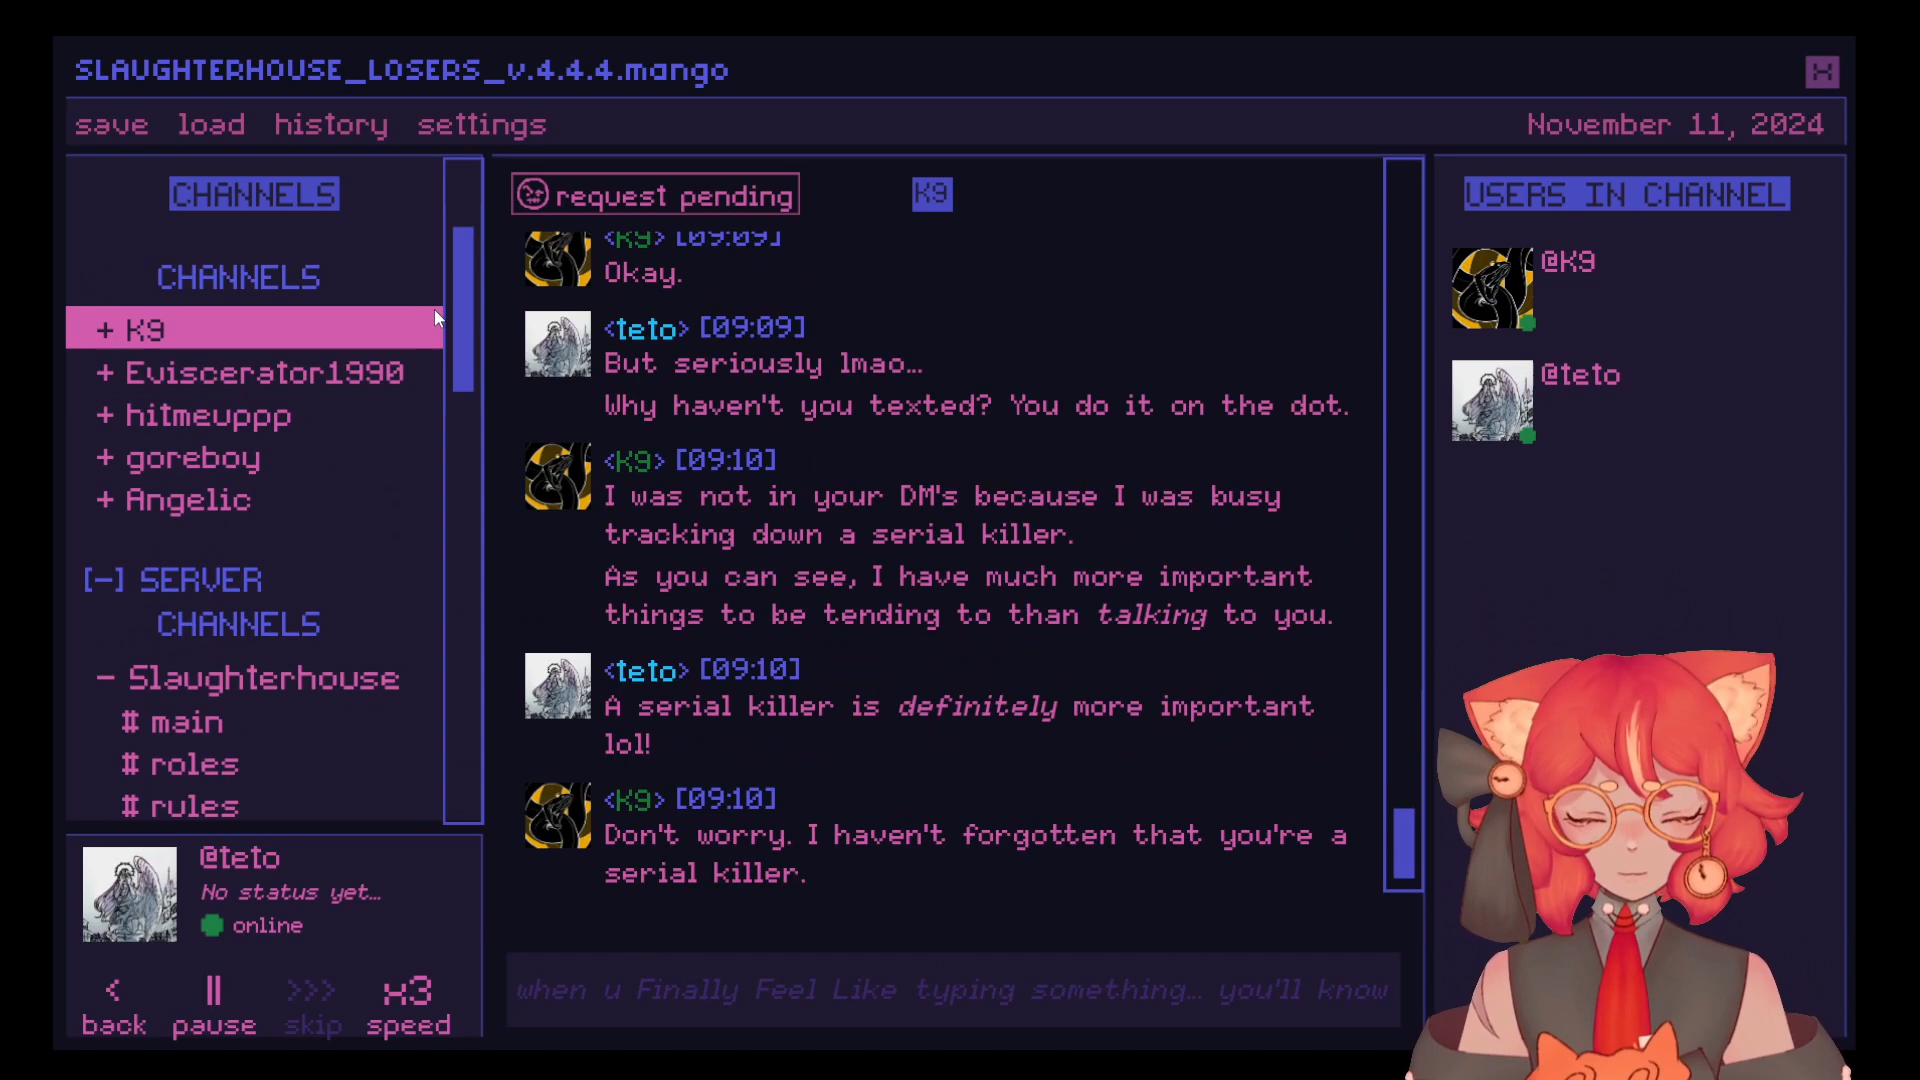 SLAUGHTERHOUSE_LOSERS_v.4.4.4.mango
X
save load history settings
November 11, 2024
CHANNELS
CHANNELS
+ K9
+ Eviscerator1990
+ hitmeuppp
+ goreboy
+ Angelic
[-] SERVER
CHANNELS
- Slaughterhouse
# main
# roles
# rules
@teto
No status yet...
online
< || >>> x3
back pause skip speed
request pending
K9
<K9> [09:09]
Okay.
<teto> [09:09]
But seriously lmao...
Why haven't you texted? You do it on the dot.
<K9> [09:10]
I was not in your DM's because I was busy
tracking down a serial killer.
As you can see, I have much more important
things to be tending to than talking to you.
<teto> [09:10]
A serial killer is definitely more important
lol!
<K9> [09:10]
Don't worry. I haven't forgotten that you're a
serial killer.
when u Finally Feel Like typing something... you'll know
USERS IN CHANNEL
@K9
@teto